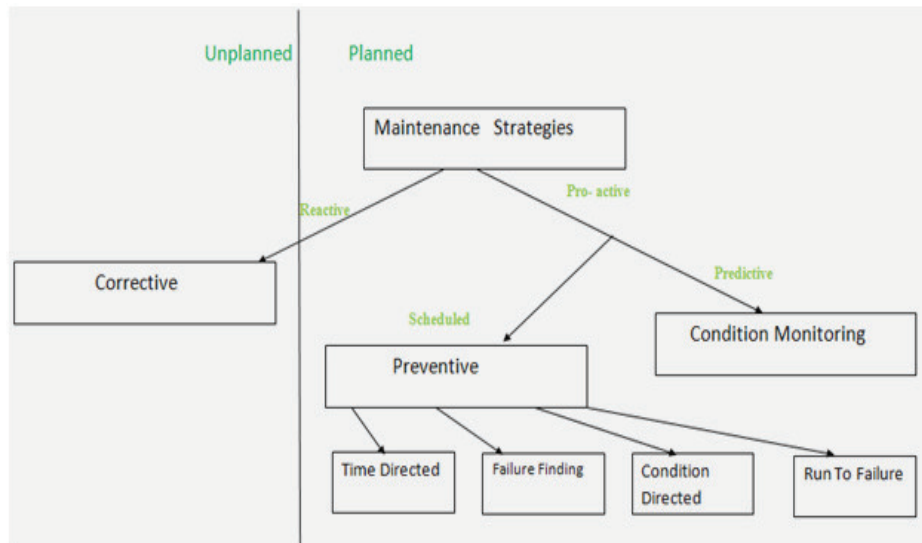 Unplanned
Planned
Maintenance Strategies
Reactive
Pro- active
Corrective
Predictive
Scheduled
Condition Monitoring
Preventive
Time Directed
Failure Finding
Condition
Directed
Run To Failure